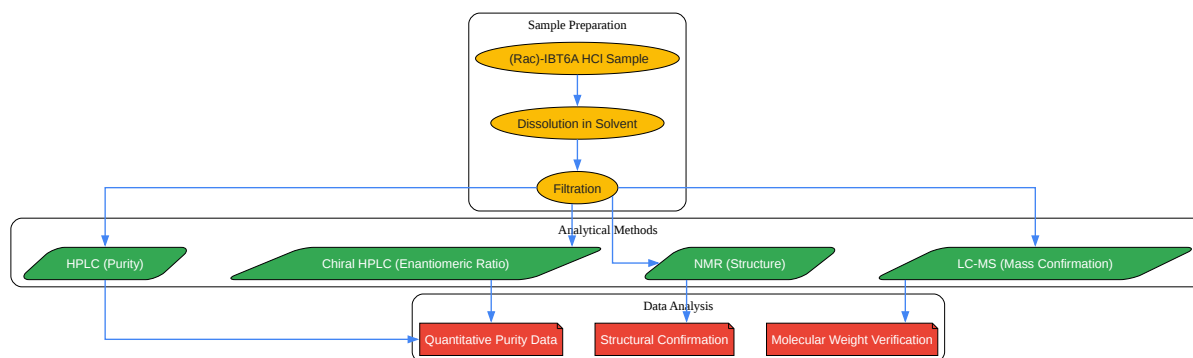 Sample Preparation
(Rac)-IBT6A HCl Sample
Dissolution in Solvent
Filtration
Analytical Methods
HPLC (Purity)
Chiral HPLC (Enantiomeric Ratio)
NMR (Structure)
LC-MS (Mass Confirmation)
Data Analysis
Quantitative Purity Data
Structural Confirmation
Molecular Weight Verification